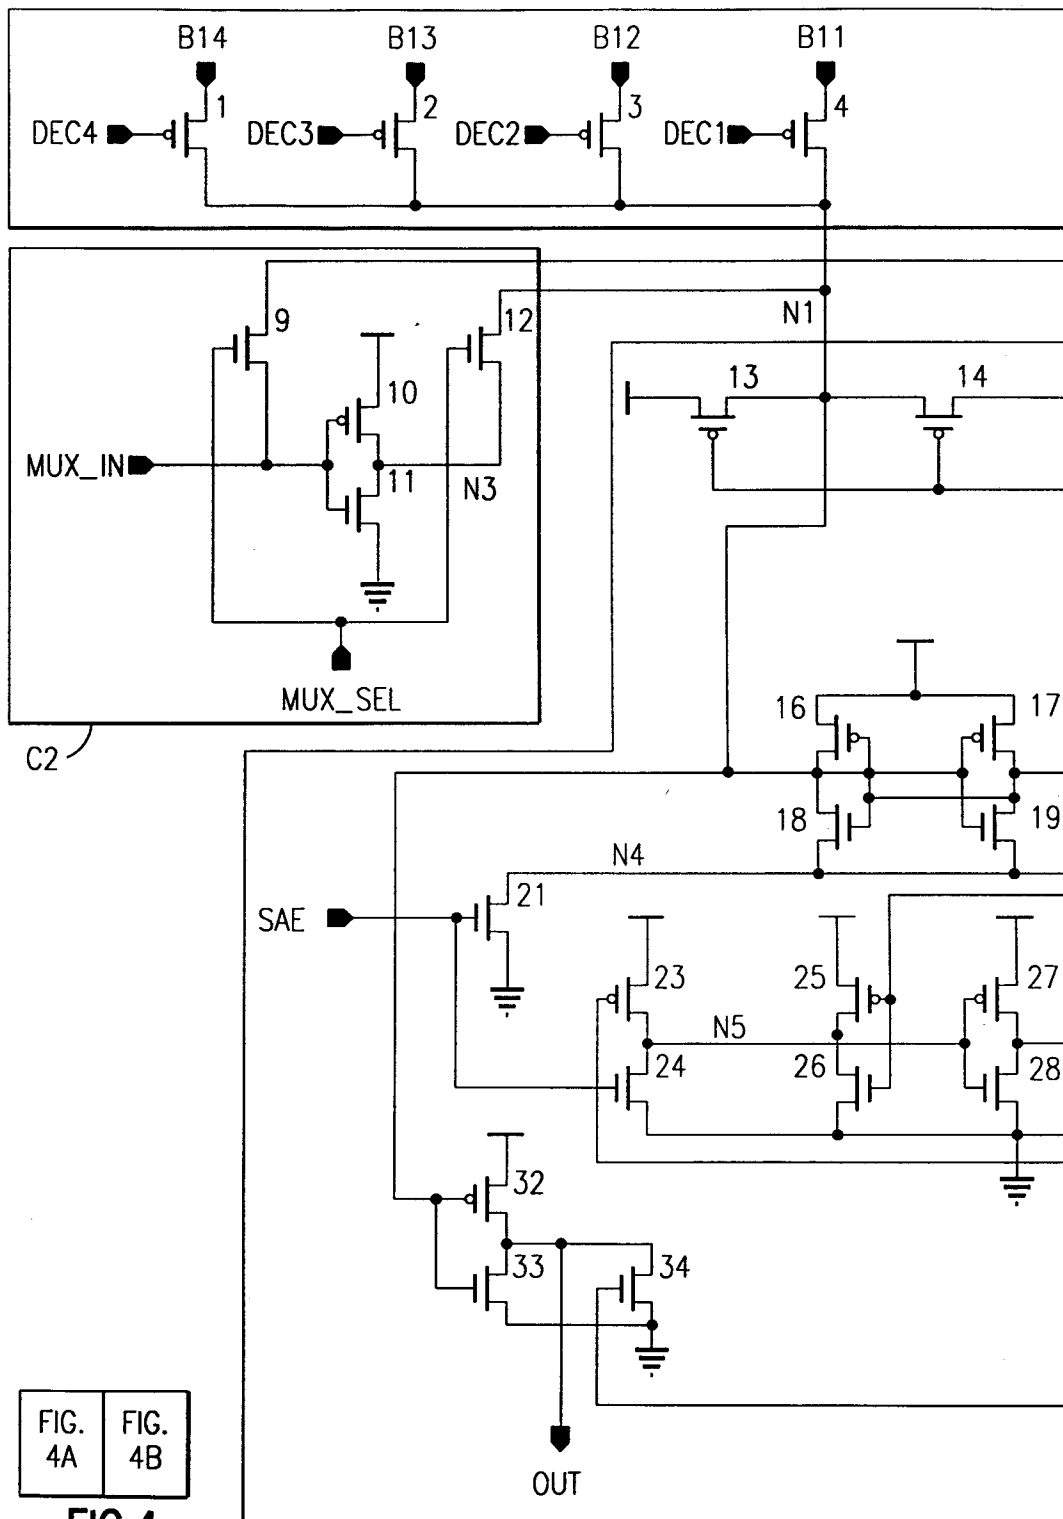 B14 B13 B12 B11
1 2 3 4
DEC4 DEC3 DEC2 DEC1
9 12 N1
13 14
10
MUX_IN 11 N3
MUX_SEL
C2
16 17
18 19
N4
SAE 21
23 25 27
N5
24 26 28
32
33 34
FIG. 4A FIG. 4B
OUT
FIG. 4